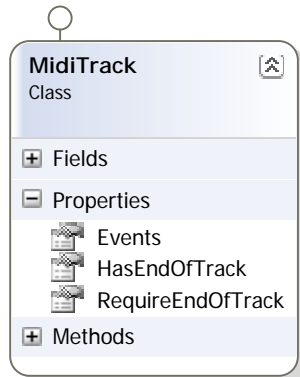 MidiTrack
Class
Fields
Properties
Events
HasEndOfTrack
RequireEndOfTrack
Methods